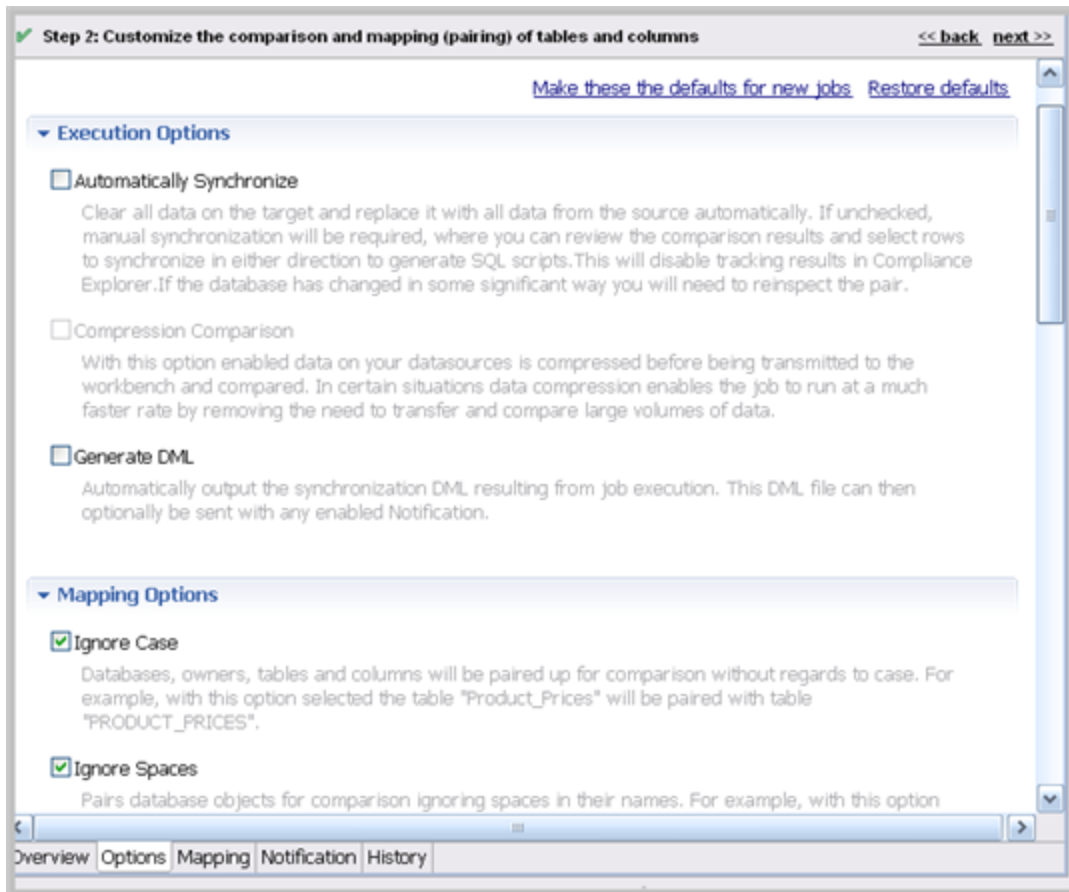 Step 2: Customize the comparison and mapping (pairing) of tables and columns
<< back next >>
Make these the defaults for new jobs Restore defaults
Execution Options
Automatically Synchronize
Clear all data on the target and replace it with all data from the source automatically. If unchecked,
manual synchronization will be required, where you can review the comparison results and select rows
to synchronize in either direction to generate SQL scripts.This will disable tracking results in Compliance
Explorer.If the database has changed in some significant way you will need to reinspect the pair.
Compression Comparison
With this option enabled data on your datasources is compressed before being transmitted to the
workbench and compared. In certain situations data compression enables the job to run at a much
faster rate by removing the need to transfer and compare large volumes of data.
Generate DML
Automatically output the synchronization DML resulting from job execution. This DML file can then
optionally be sent with any enabled Notification.
Mapping Options
Ignore Case
Databases, owners, tables and columns will be paired up for comparison without regards to case. For
example, with this option selected the table "Product_Prices" will be paired with table
"PRODUCT_PRICES".
Ignore Spaces
Pairs database objects for comparison ignoring spaces in their names. For example, with this option
Overview Options Mapping Notification History